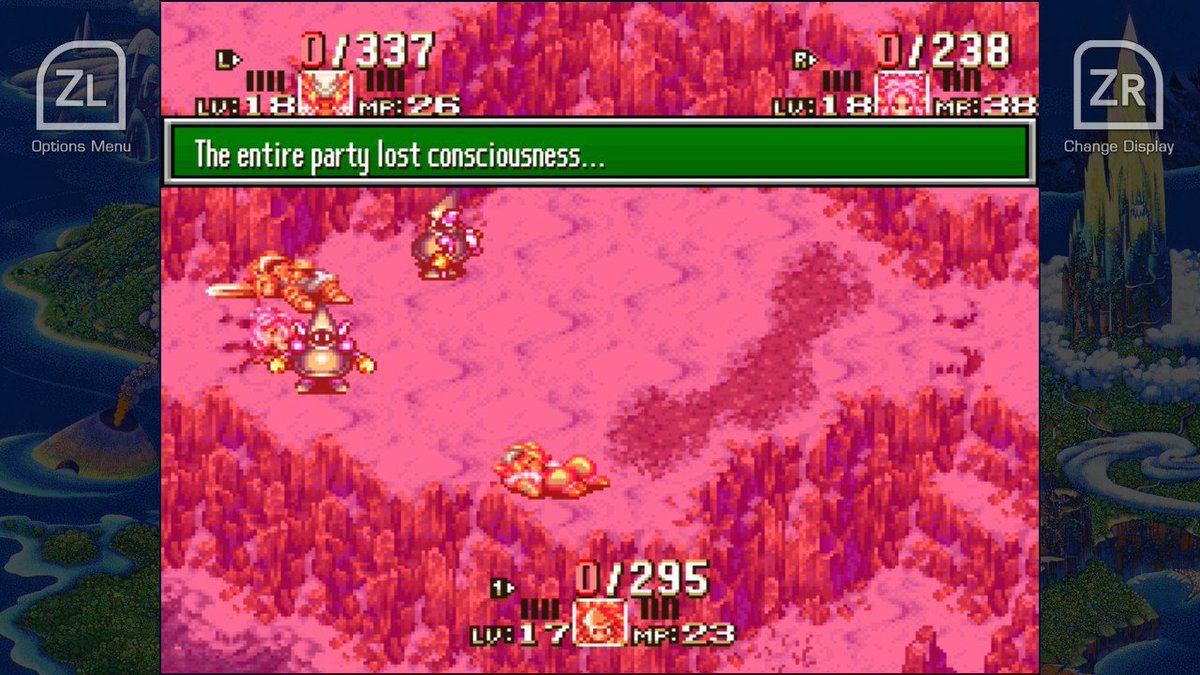 ZL
Options Menu
L
0/337
LV:18 MP:26
R
0/238
LV:18 MP:38
ZR
Change Display
The entire party lost consciousness...
1
0/295
LV:17 MP:23